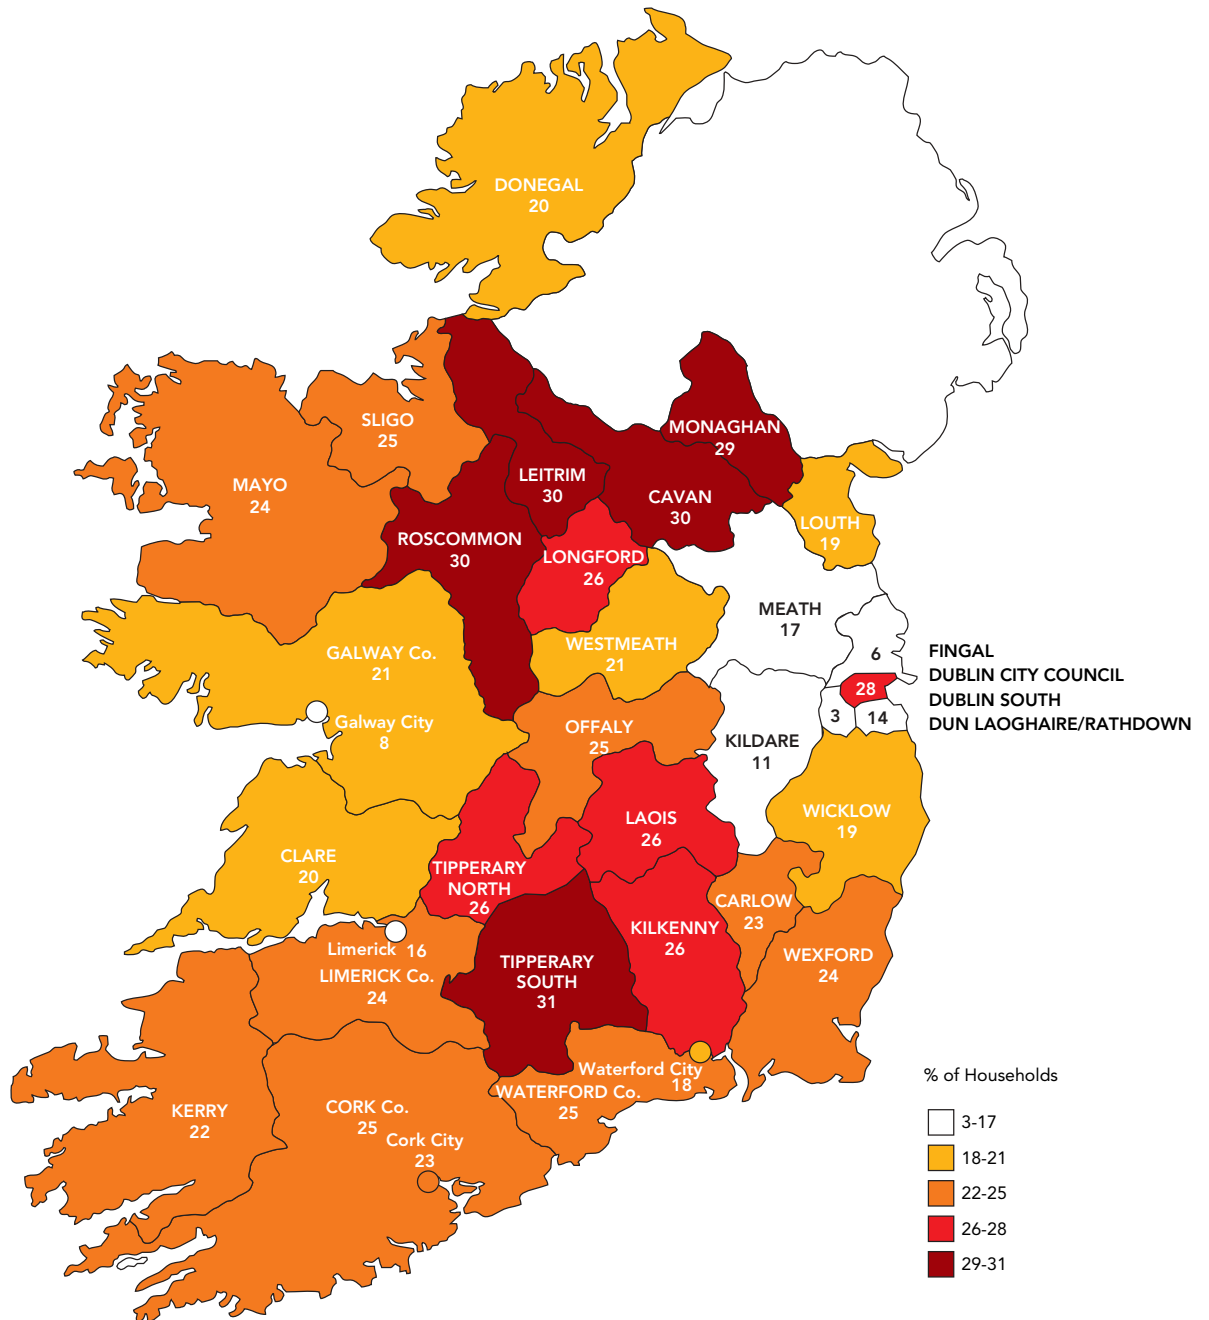 DONEGAL
20
SLIGO
25
MAYO
24
MONAGHAN
29
LEITRIM
30
CAVAN
30
ROSCOMMON
30
LONGFORD
26
LOUTH
19
MEATH
17
WESTMEATH
21
GALWAY Co.
21
Galway City
8
6
28
3
14
FINGAL
DUBLIN CITY COUNCIL
DUBLIN SOUTH
DUN LAOGHAIRE/RATHDOWN
OFFALY
25
KILDARE
11
WICKLOW
19
LAOIS
26
CLARE
20
TIPPERARY
NORTH
26
CARLOW
23
KILKENNY
26
WEXFORD
24
Limerick 16
LIMERICK Co.
24
TIPPERARY
SOUTH
31
Waterford City
18
WATERFORD Co.
25
KERRY
22
CORK Co.
25
Cork City
23
% of Households
3-17
18-21
22-25
26-28
29-31